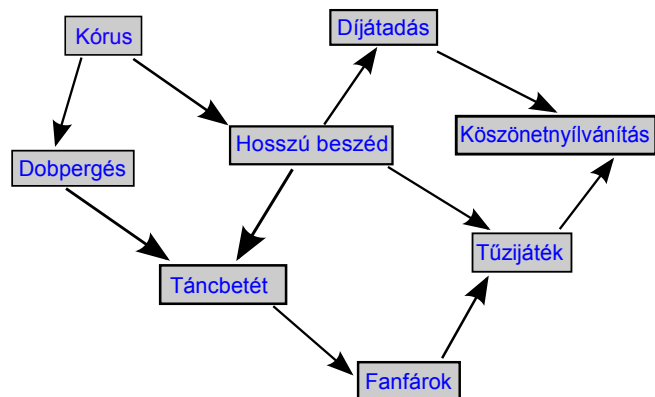 Kórus
Díjátadás
Hosszú beszéd
Köszönetnyílvánítás
Dobpergés
Tűzijáték
Táncbetét
Fanfárok